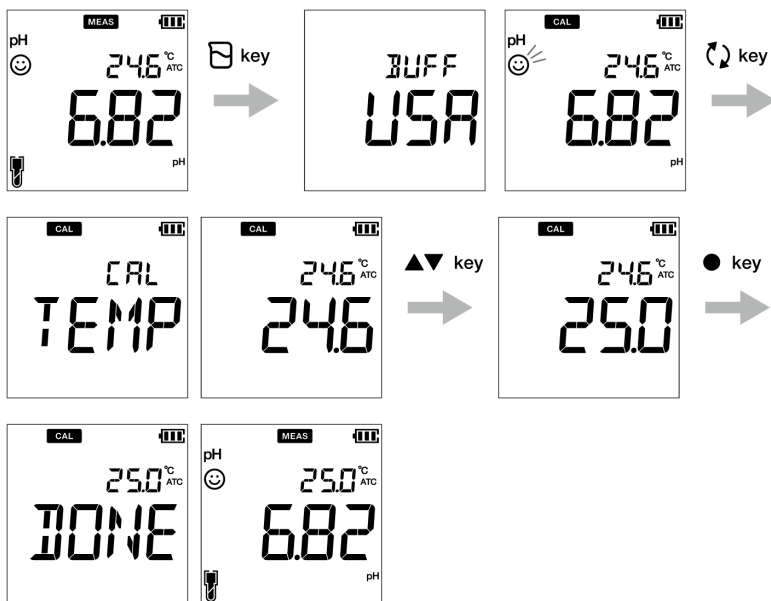 MEAS
pH
24.6 °C
ATC
6.82
pH
key
BUFF
USA
CAL
pH
24.6 °C
ATC
6.82
pH
key
CAL
CAL
TEMP
CAL
24.6 °C
ATC
24.6
▲▼ key
CAL
24.6 °C
ATC
25.0
● key
CAL
25.0 °C
ATC
DONE
MEAS
pH
25.0 °C
ATC
6.82
pH